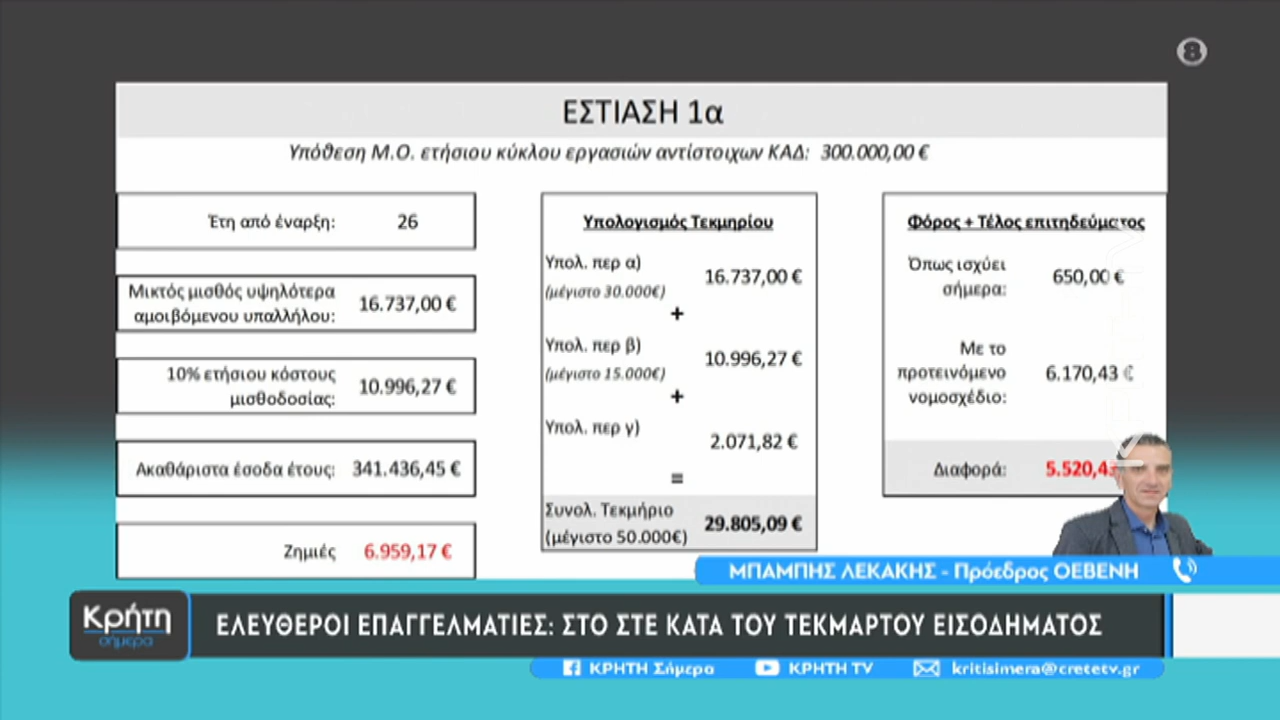 8
ΕΣΤΙΑΣΗ 1α
Υπόθεση Μ.Ο. ετήσιου κύκλου εργασιών αντίστοιχων ΚΑΔ: 300.000,00 €
Έτη από έναρξη: 26
Μικτός μισθός υψηλότερα
αμοιβόμενου υπαλλήλου: 16.737,00 €
10% ετήσιου κόστους
μισθοδοσίας: 10.996,27 €
Ακαθάριστα έσοδα έτους: 341.436,45 €
Ζημιές 6.959,17 €
Υπολογισμός Τεκμηρίου
Υπολ. περ α)
(μέγιστο 30.000€) 16.737,00 €
+
Υπολ. περ β)
(μέγιστο 15.000€) 10.996,27 €
+
Υπολ. περ γ)
2.071,82 €
=
Συνολ. Τεκμήριο
(μέγιστο 50.000€) 29.805,09 €
Φόρος + Τέλος επιτηδεύματος
Όπως ισχύει
σήμερα: 650,00 €
Με το
προτεινόμενο
νομοσχέδιο: 6.170,43 €
Διαφορά: 5.520,43
ΜΠΑΜΠΗΣ ΛΕΚΑΚΗΣ - Πρόεδρος ΟΕΒΕΝΗ
Κρήτη
σήμερα
ΕΛΕΥΘΕΡΟΙ ΕΠΑΓΓΕΛΜΑΤΙΕΣ: ΣΤΟ ΣΤΕ ΚΑΤΑ ΤΟΥ ΤΕΚΜΑΡΤΟΥ ΕΙΣΟΔΗΜΑΤΟΣ
ΚΡΗΤΗ Σήμερα ΚΡΗΤΗ TV kritisimera@cretetv.gr